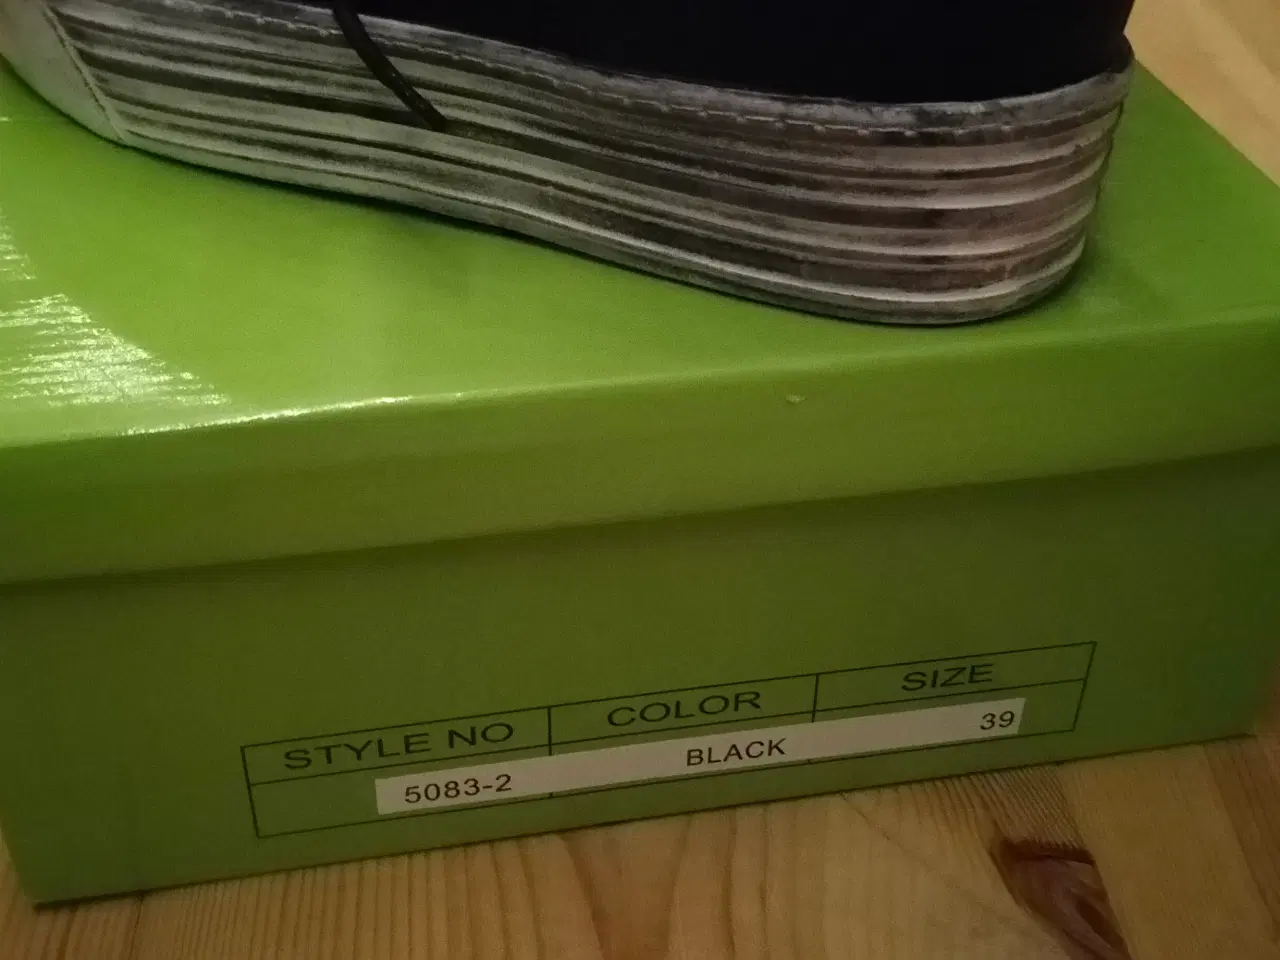 STYLE NO COLOR SIZE
5083-2 BLACK 39